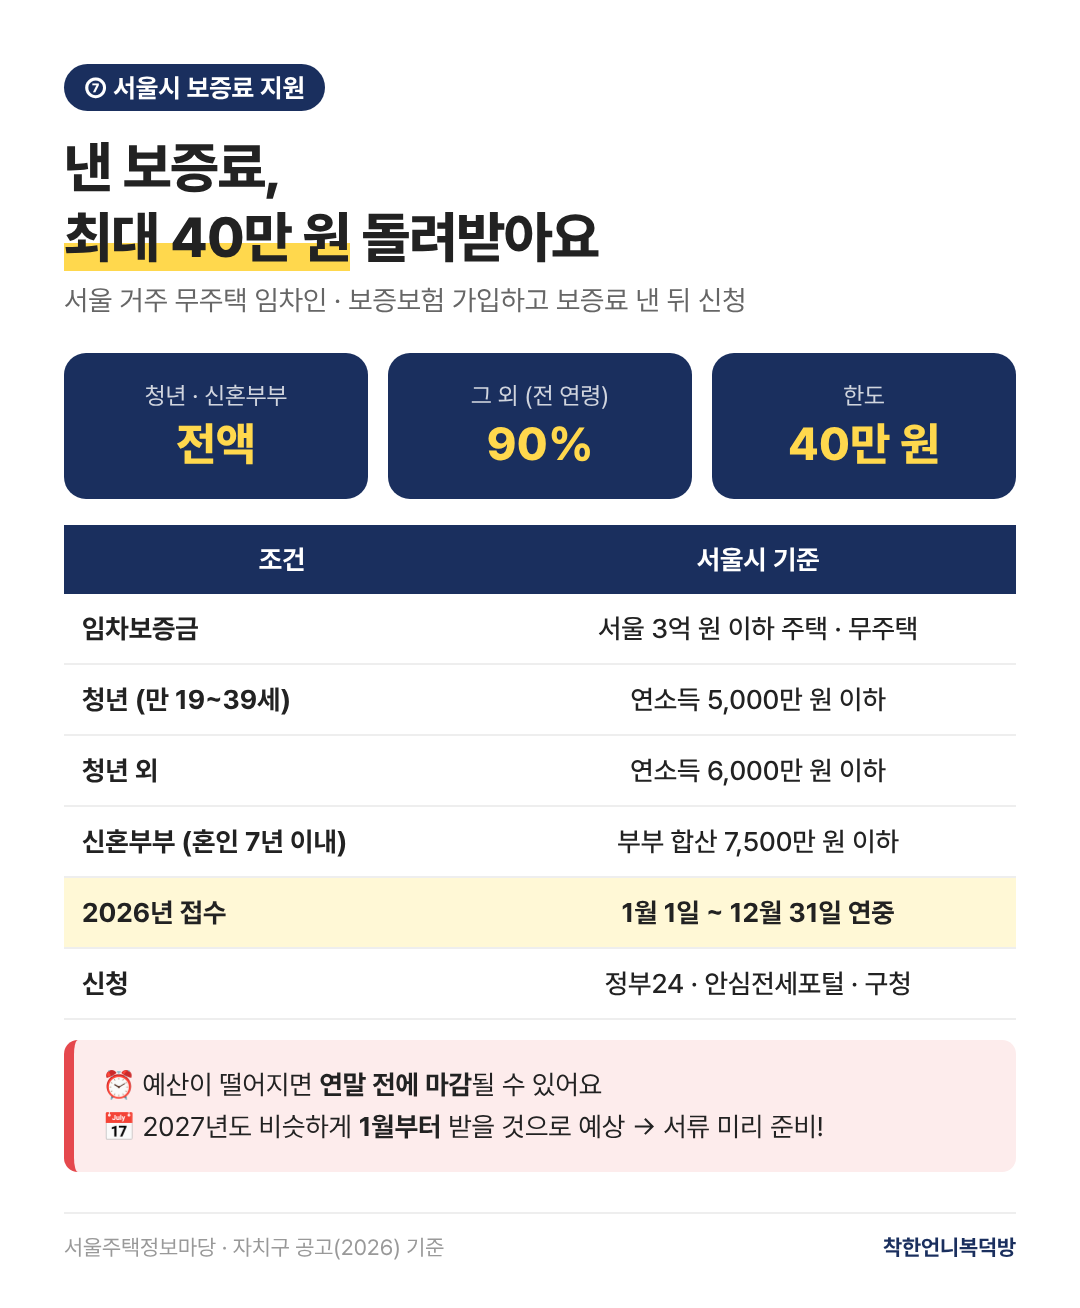 ⑦ 서울시 보증료 지원
낸 보증료,
최대 40만 원 돌려받아요
서울 거주 무주택 임차인 · 보증보험 가입하고 보증료 낸 뒤 신청
청년 · 신혼부부
전액
그 외 (전 연령)
90%
한도
40만 원
조건 서울시 기준
임차보증금 서울 3억 원 이하 주택 · 무주택
청년 (만 19~39세) 연소득 5,000만 원 이하
청년 외 연소득 6,000만 원 이하
신혼부부 (혼인 7년 이내) 부부 합산 7,500만 원 이하
2026년 접수 1월 1일 ~ 12월 31일 연중
신청 정부24 · 안심전세포털 · 구청
⏰ 예산이 떨어지면 연말 전에 마감될 수 있어요
📅 2027년도 비슷하게 1월부터 받을 것으로 예상 → 서류 미리 준비!
서울주택정보마당 · 자치구 공고(2026) 기준
착한언니복덕방